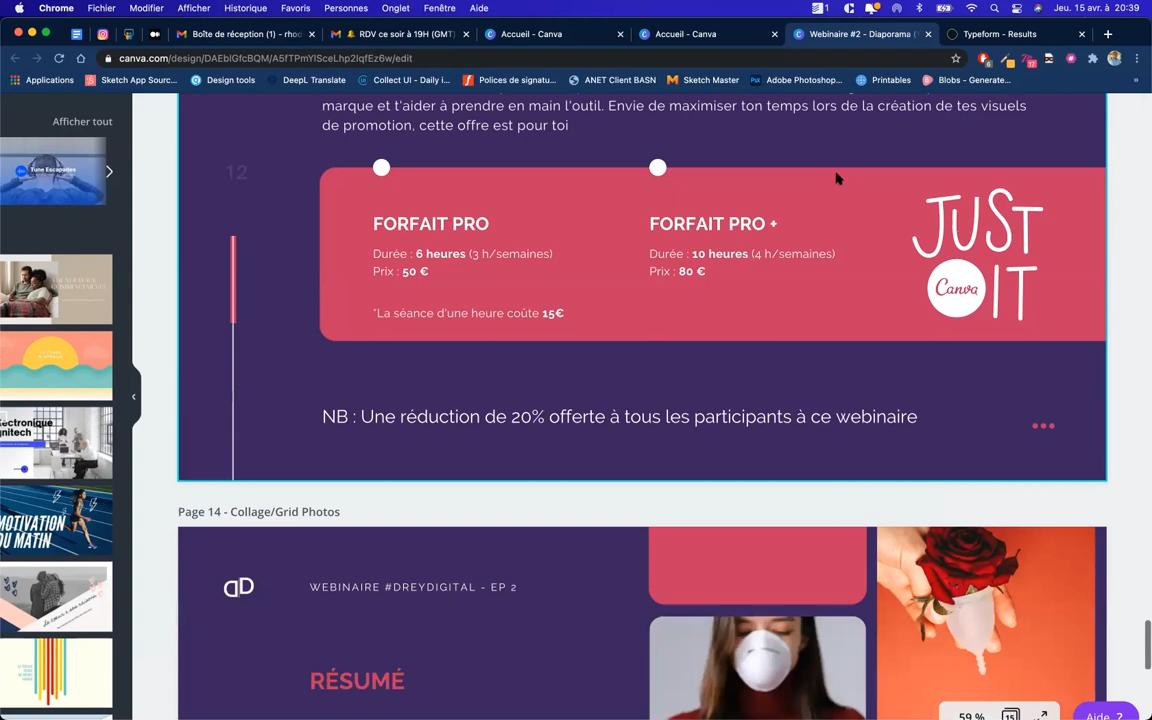 Chrome Fichier Modifier Afficher Historique Favoris Personnes Onglet Fenêtre Aide 1 Jeu. 15 avr. à 20:39
Boîte de réception (1) - rhod
RDV ce soir à 19H (GMT)
Accueil - Canva
Accueil - Canva
Webinaire #2 - Diaporama (
Typeform - Results
canva.com/design/DAEblGfcBQM/A5fTPmYlSceLhp2IqfEz6w/edit
Applications Sketch App Sourc... Design tools DeepL Translate Collect UI - Daily i... Polices de signatu... ANET Client BASN Sketch Master Adobe Photoshop... Printables Blobs - Generate... »
marque et t'aider à prendre en main l'outil. Envie de maximiser ton temps lors de la création de tes visuels
de promotion, cette offre est pour toi
Afficher tout
Tune Escapades
12
FORFAIT PRO
Durée : 6 heures (3 h/semaines)
Prix : 50 €
*La séance d'une heure coûte 15€
FORFAIT PRO +
Durée : 10 heures (4 h/semaines)
Prix : 80 €
JUST
Canva IT
NB : Une réduction de 20% offerte à tous les participants à ce webinaire
Page 14 - Collage/Grid Photos
WEBINAIRE #DREYDIGITAL - EP 2
RÉSUMÉ
MOTIVATION
DU MATIN
59 %
15
Aide ?